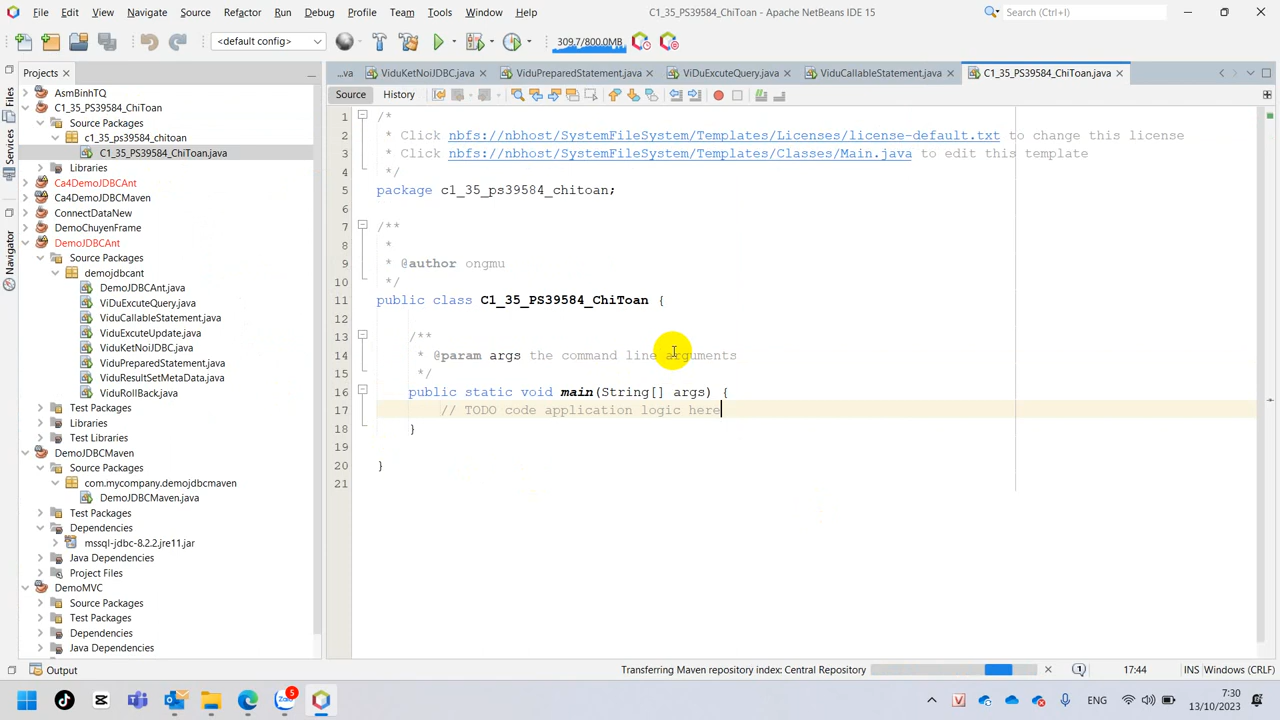 File Edit View Navigate Source Refactor Run Debug Profile Team Tools Window Help C1_35_PS39584_ChiToan - Apache NetBeans IDE 15 Search (Ctrl+I)
<default config> 309.7/800.0MB
Projects ...va ViduKetNoiJDBC.java ViduPreparedStatement.java ViDuExcuteQuery.java ViduCallableStatement.java C1_35_PS39584_ChiToan.java
Files
Services
Navigator
AsmBinhTQ
C1_35_PS39584_ChiToan
Source Packages
c1_35_ps39584_chitoan
C1_35_PS39584_ChiToan.java
Libraries
Ca4DemoJDBCAnt
Ca4DemoJDBCMaven
ConnectDataNew
DemoChuyenFrame
DemoJDBCAnt
Source Packages
demojdbcant
DemoJDBCAnt.java
ViDuExcuteQuery.java
ViduCallableStatement.java
ViduExcuteUpdate.java
ViduKetNoiJDBC.java
ViduPreparedStatement.java
ViduResultSetMetaData.java
ViduRollBack.java
Test Packages
Libraries
Test Libraries
DemoJDBCMaven
Source Packages
com.mycompany.demojdbcmaven
DemoJDBCMaven.java
Test Packages
Dependencies
mssql-jdbc-8.2.2.jre11.jar
Java Dependencies
Project Files
DemoMVC
Source Packages
Test Packages
Dependencies
Java Dependencies
Source History
1 /*
2 * Click nbfs://nbhost/SystemFileSystem/Templates/Licenses/license-default.txt to change this license
3 * Click nbfs://nbhost/SystemFileSystem/Templates/Classes/Main.java to edit this template
4 */
5 package c1_35_ps39584_chitoan;
6
7 /**
8 *
9 * @author ongmu
10 */
11 public class C1_35_PS39584_ChiToan {
12
13 /**
14 * @param args the command line arguments
15 */
16 public static void main(String[] args) {
17 // TODO code application logic here
18 }
19
20 }
21
Output Transferring Maven repository index: Central Repository 1 17:44 INS Windows (CRLF)
Zalo 5 ENG 7:30
13/10/2023